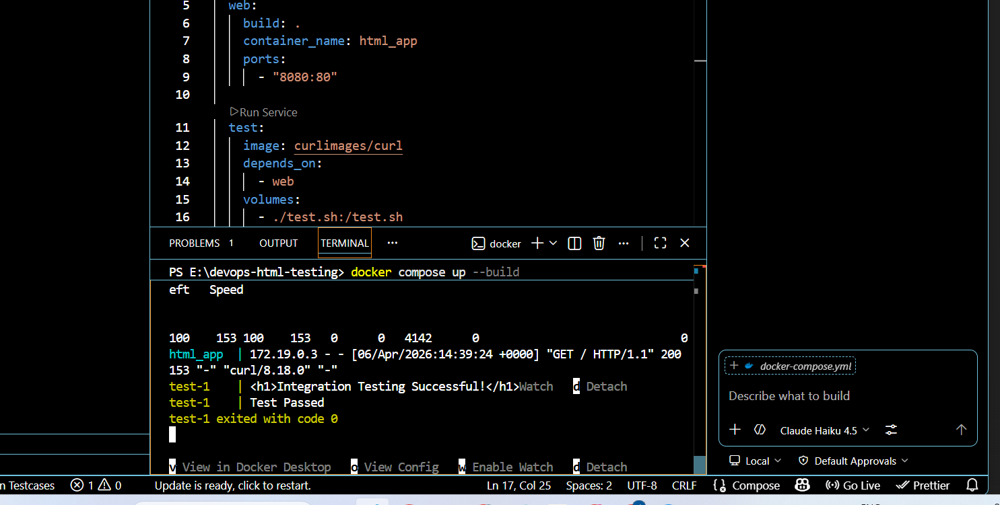 5 web:
6 build: .
7 container_name: html_app
8 ports:
9 - "8080:80"
10
Run Service
11 test:
12 image: curlimages/curl
13 depends_on:
14 - web
15 volumes:
16 - ./test.sh:/test.sh
PROBLEMS 1 OUTPUT TERMINAL ··· docker
PS E:\devops-html-testing> docker compose up --build
eft Speed
100 153 100 153 0 0 4142 0 0
html_app | 172.19.0.3 - - [06/Apr/2026:14:39:24 +0000] "GET / HTTP/1.1" 200
153 "-" "curl/8.18.0" "-"
test-1 | <h1>Integration Testing Successful!</h1>Watch d Detach
test-1 | Test Passed
test-1 exited with code 0
v View in Docker Desktop o View Config w Enable Watch d Detach
docker-compose.yml
Describe what to build
Claude Haiku 4.5
Local Default Approvals
n Testcases 1 0 Update is ready, click to restart. Ln 17, Col 25 Spaces: 2 UTF-8 CRLF Compose Go Live Prettier